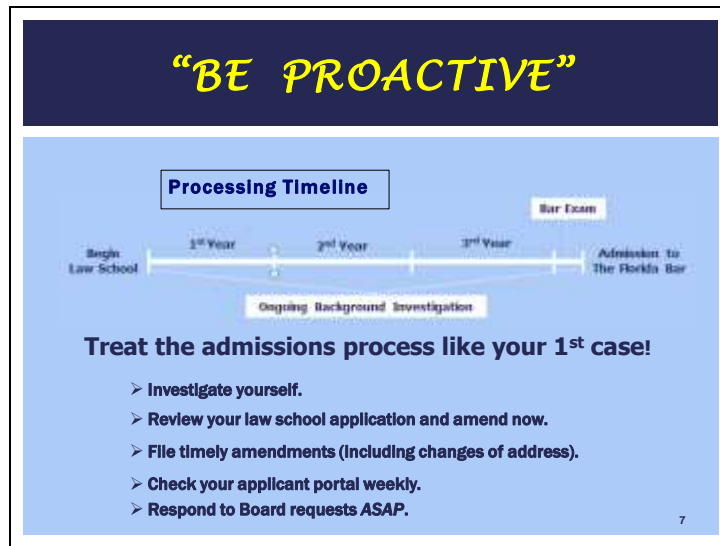 “BE PROACTIVE”
Processing Timeline
Bar Exam
1st Year
2nd Year
3rd Year
Begin
Law School
Admission to
The Florida Bar
Ongoing Background Investigation
Treat the admissions process like your 1st case!
➢ Investigate yourself.
➢ Review your law school application and amend now.
➢ File timely amendments (including changes of address).
➢ Check your applicant portal weekly.
➢ Respond to Board requests ASAP.
7